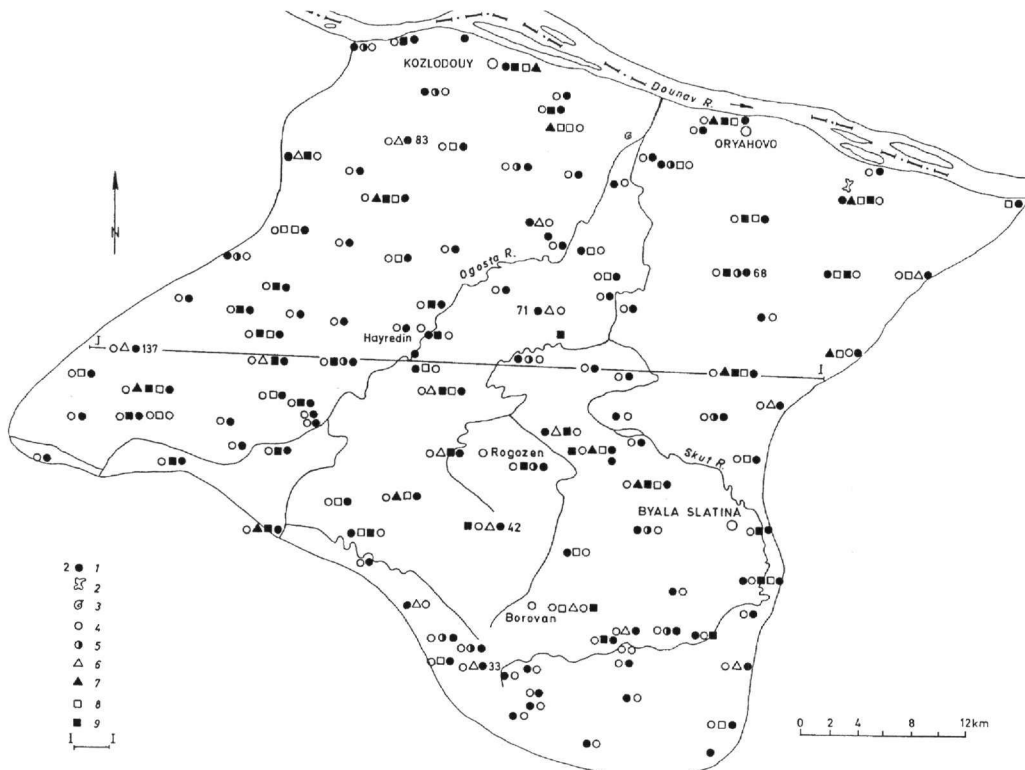 KOZLODOUY
Dounav R.
ORYAHOVO
83
N
Ogosta R.
68
71
Hayredin
I
137
I
Rogozen
Skut R.
42
BYALA SLATINA
Borovan
33
2 1
2
3
4
5
6
7
8
9
I I
0 2 4 8 12km